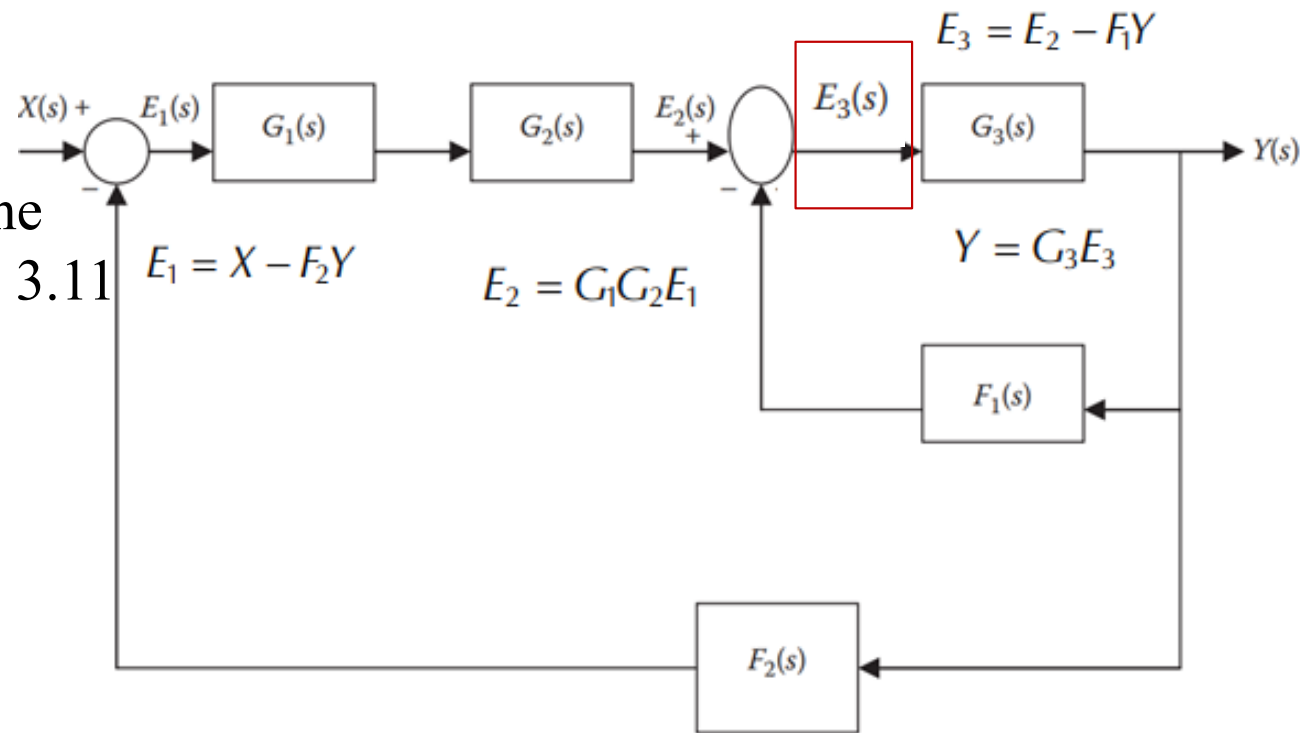 E₃ = E₂ − F₁Y
X(s) + E₁(s) G₁(s) G₂(s) E₂(s) + E₃(s) G₃(s) Y(s)
− −
ne
3.11 E₁ = X − F₂Y E₂ = G₁G₂E₁ Y = G₃E₃
F₁(s)
F₂(s)